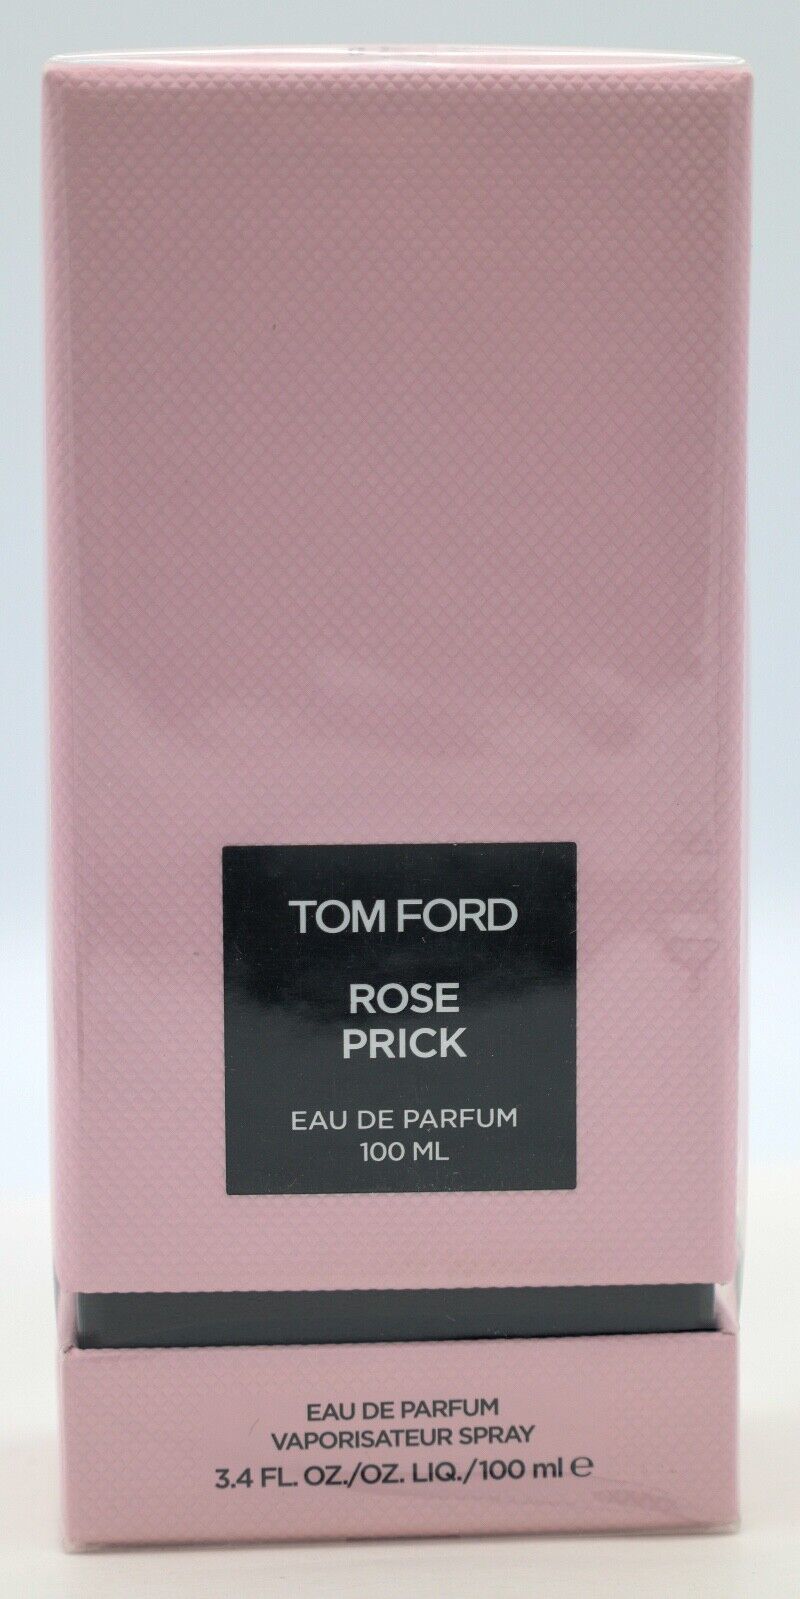 TOM FORD
ROSE
PRICK
EAU DE PARFUM
100 ML
EAU DE PARFUM
VAPORISATEUR SPRAY
3.4 FL. OZ./OZ. LIQ./100 ml ℮